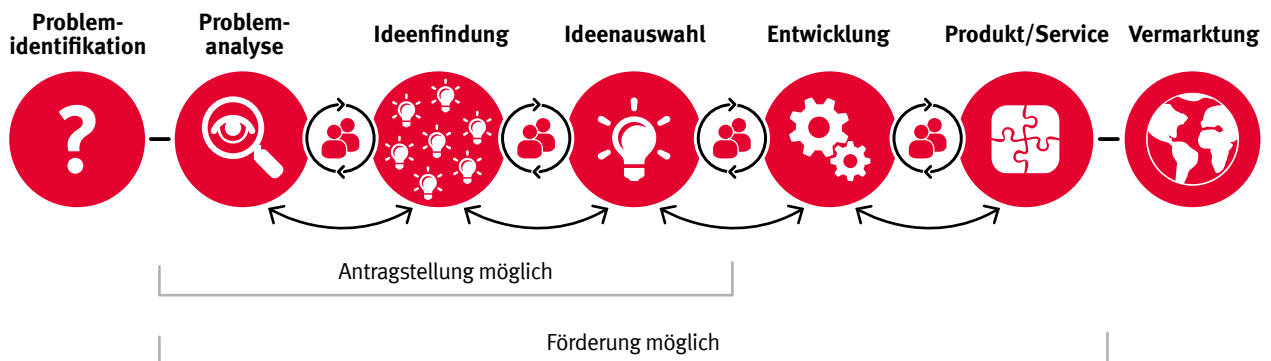 Problem-
identifikation
Problem-
analyse
Ideenfindung
Ideenauswahl
Entwicklung
Produkt/Service
Vermarktung
?
Antragstellung möglich
Förderung möglich